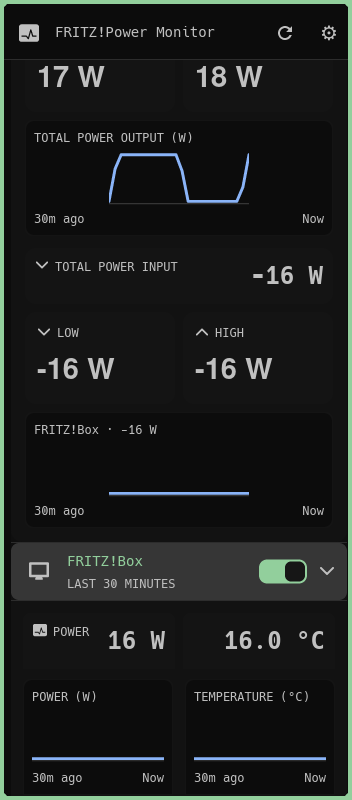 FRITZ!Power Monitor
17 W
18 W
TOTAL POWER OUTPUT (W)
30m ago
Now
TOTAL POWER INPUT
-16 W
LOW
HIGH
-16 W
-16 W
FRITZ!Box · -16 W
30m ago
Now
FRITZ!Box
LAST 30 MINUTES
POWER
16 W
16.0 °C
POWER (W)
TEMPERATURE (°C)
30m ago
Now
30m ago
Now